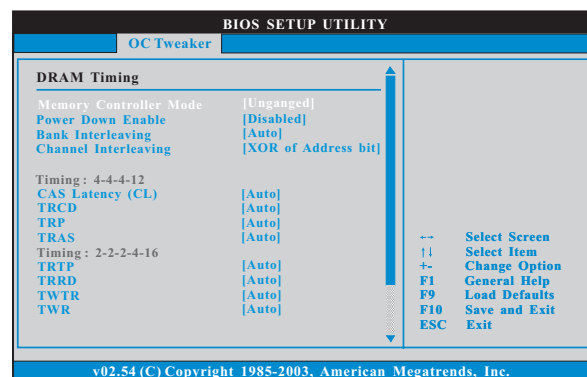 BIOS SETUP UTILITY
OC Tweaker
DRAM Timing
Memory Controller Mode [Unganged]
Power Down Enable [Disabled]
Bank Interleaving [Auto]
Channel Interleaving [XOR of Address bit]
Timing : 4-4-4-12
CAS Latency (CL) [Auto]
TRCD [Auto]
TRP [Auto]
TRAS [Auto]
Timing : 2-2-2-4-16
TRTP [Auto]
TRRD [Auto]
TWTR [Auto]
TWR [Auto]
←→ Select Screen
↑↓ Select Item
+- Change Option
F1 General Help
F9 Load Defaults
F10 Save and Exit
ESC Exit
v02.54 (C) Copyright 1985-2003, American Megatrends, Inc.